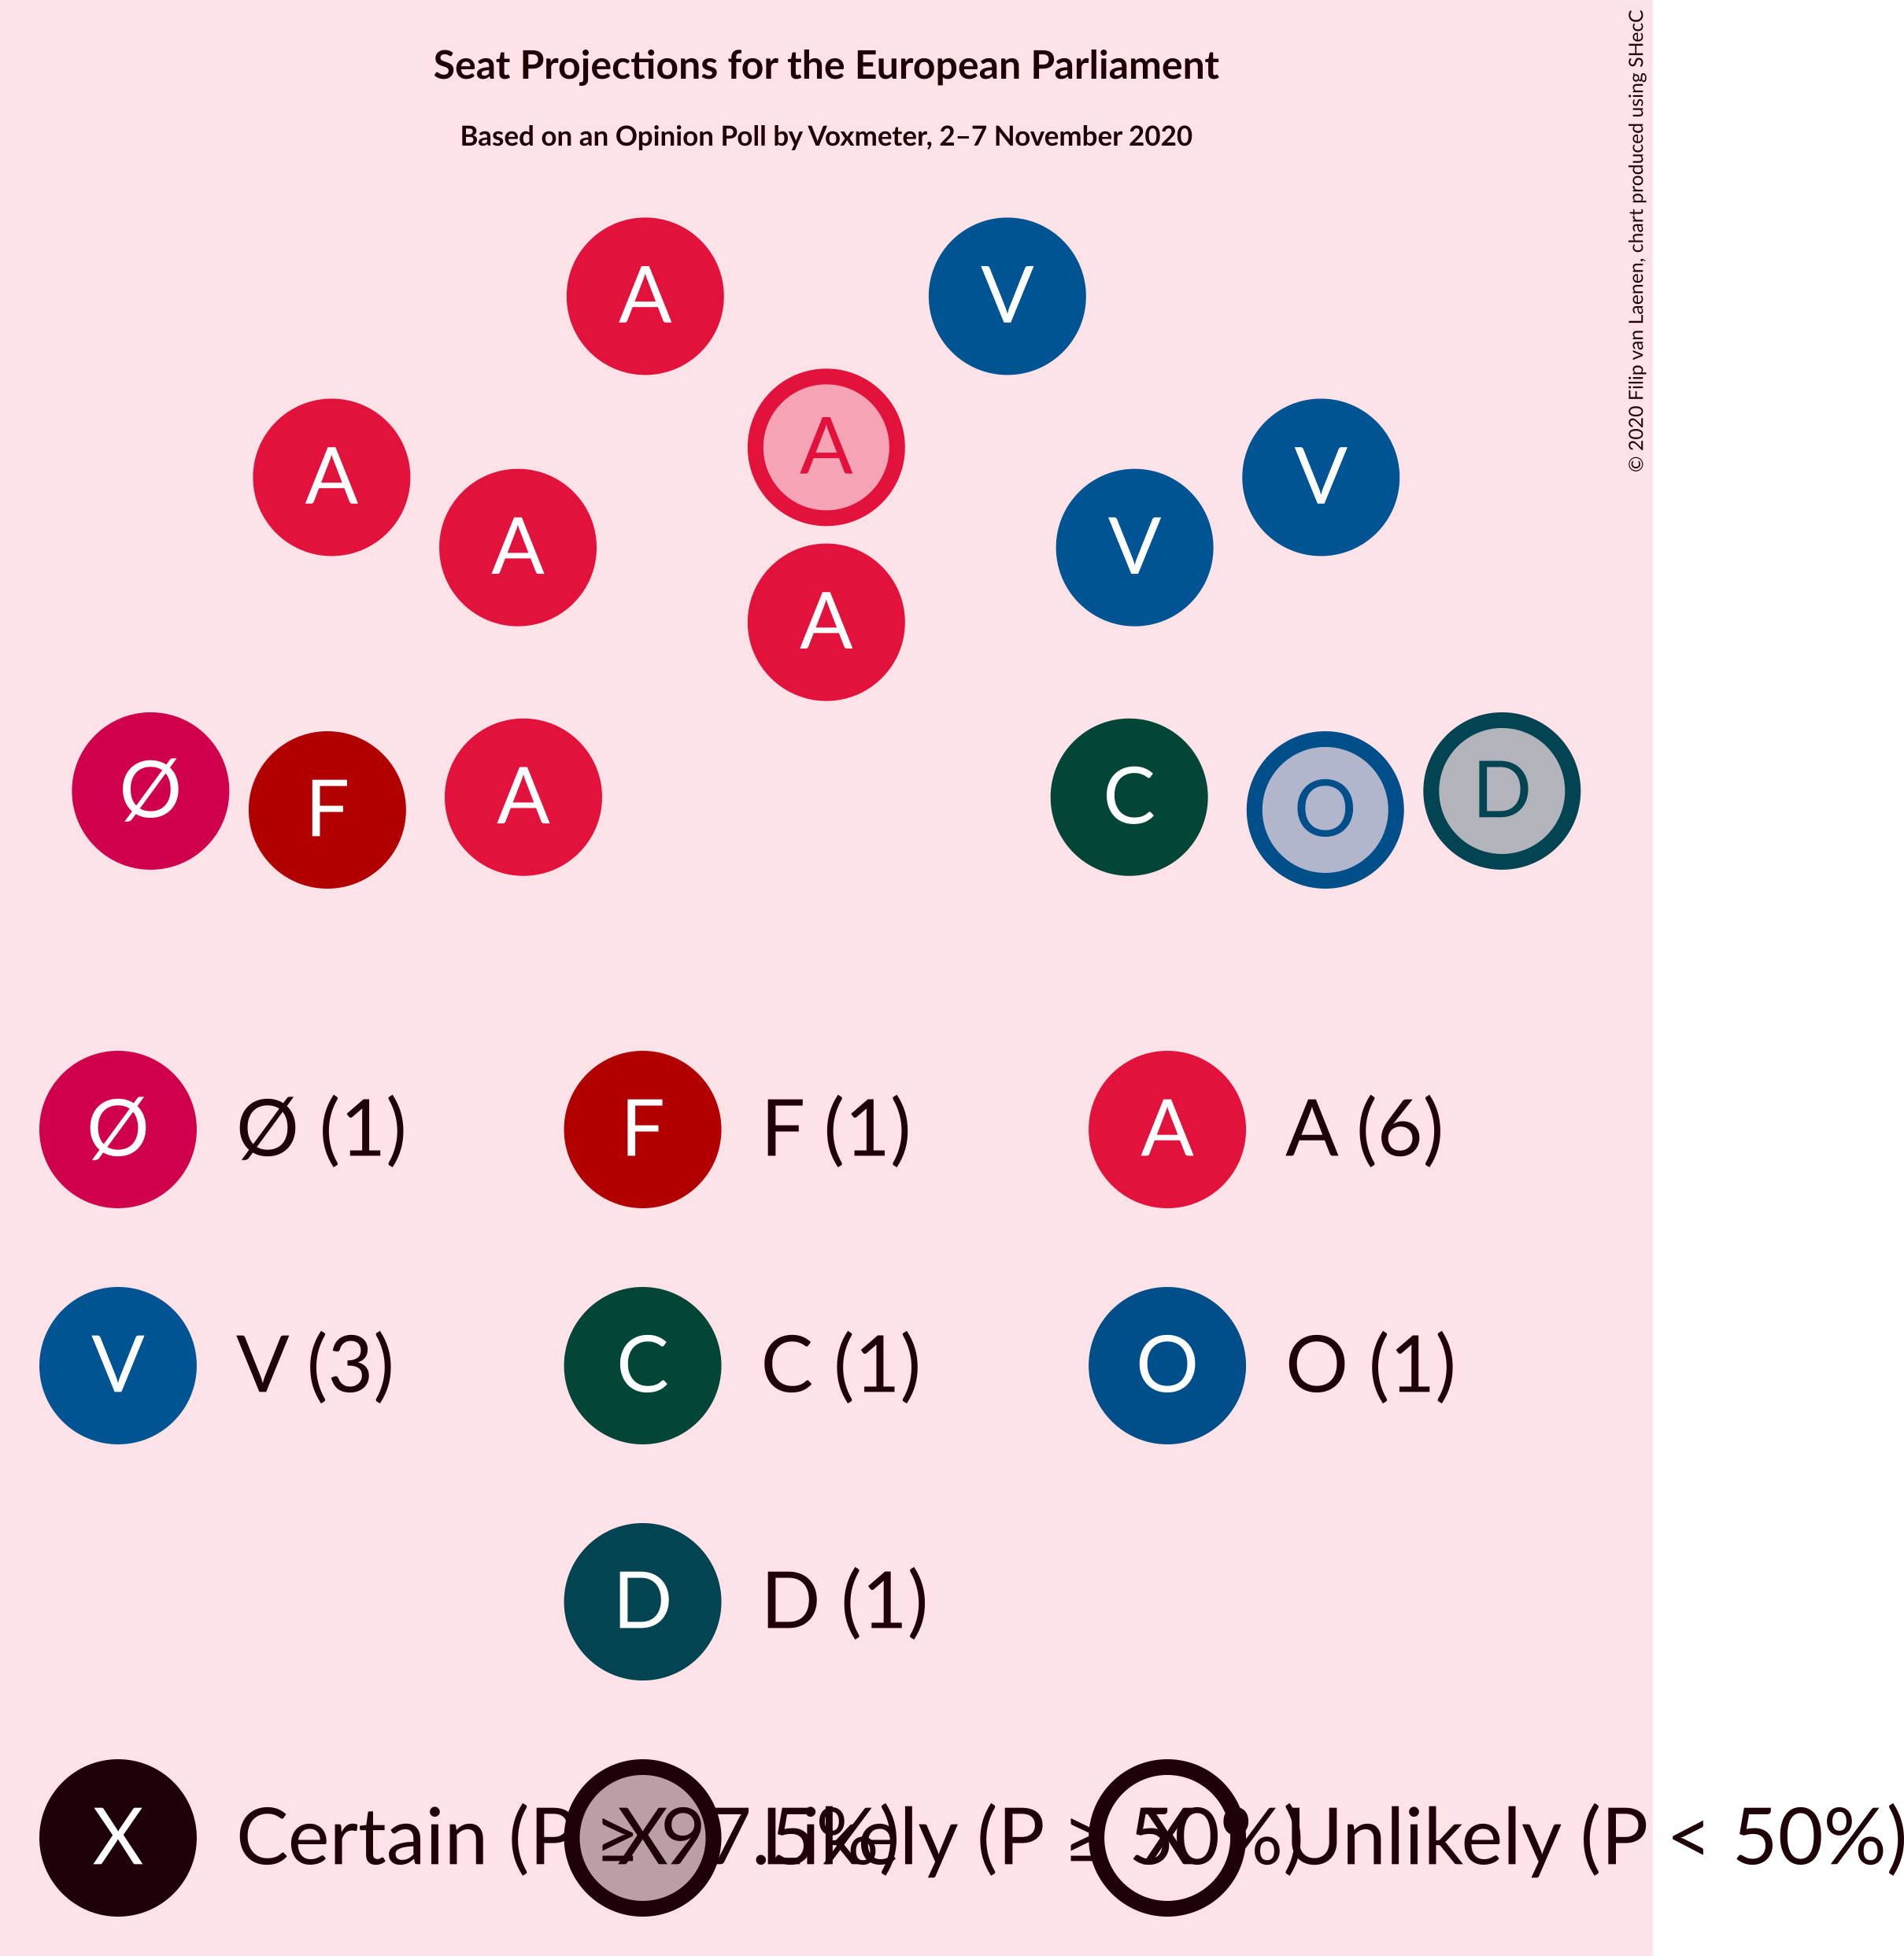 Seat Projections for the European Parliament
Based on an Opinion Poll by Voxmeter, 2–7 November 2020
© 2020 Filip van Laenen, chart produced using SHecC
A V
A
A V
A V
A
Ø F A C O D
Ø Ø (1) F F (1) A A (6)
V V (3) C C (1) O O (1)
D D (1)
X Certain (P ≥ 97.5%) X Likely (P ≥ 50%) X Unlikely (P < 50%)